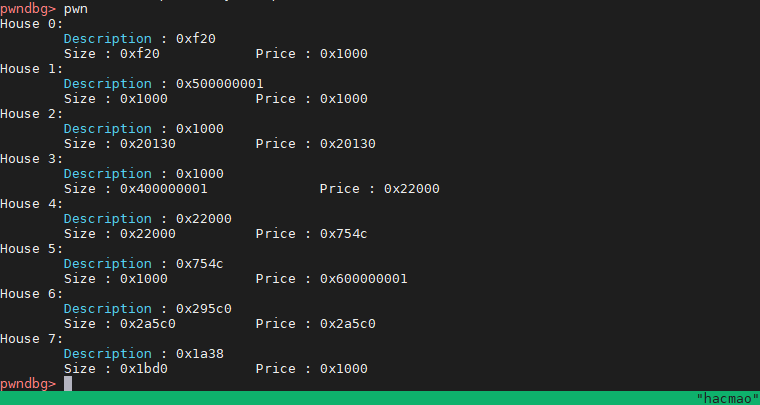 pwndbg> pwn
House 0:
Description : 0xf20
Size : 0xf20 Price : 0x1000
House 1:
Description : 0x500000001
Size : 0x1000 Price : 0x1000
House 2:
Description : 0x1000
Size : 0x20130 Price : 0x20130
House 3:
Description : 0x1000
Size : 0x400000001 Price : 0x22000
House 4:
Description : 0x22000
Size : 0x22000 Price : 0x754c
House 5:
Description : 0x754c
Size : 0x1000 Price : 0x600000001
House 6:
Description : 0x295c0
Size : 0x2a5c0 Price : 0x2a5c0
House 7:
Description : 0x1a38
Size : 0x1bd0 Price : 0x1000
pwndbg>
"hacmao"